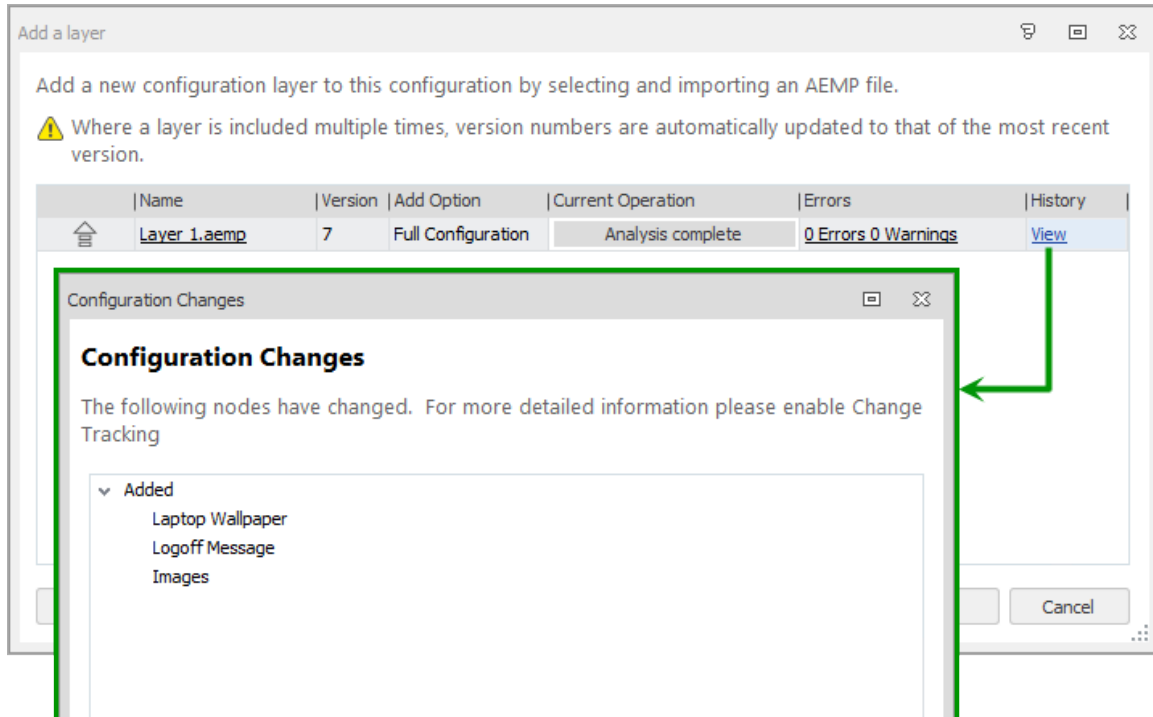 Add a layer
Add a new configuration layer to this configuration by selecting and importing an AEMP file.
Where a layer is included multiple times, version numbers are automatically updated to that of the most recent
version.
|Name |Version |Add Option |Current Operation |Errors |History |
Layer 1.aemp 7 Full Configuration Analysis complete 0 Errors 0 Warnings View
Configuration Changes
Configuration Changes
The following nodes have changed.  For more detailed information please enable Change
Tracking
Added
Laptop Wallpaper
Logoff Message
Images
Cancel